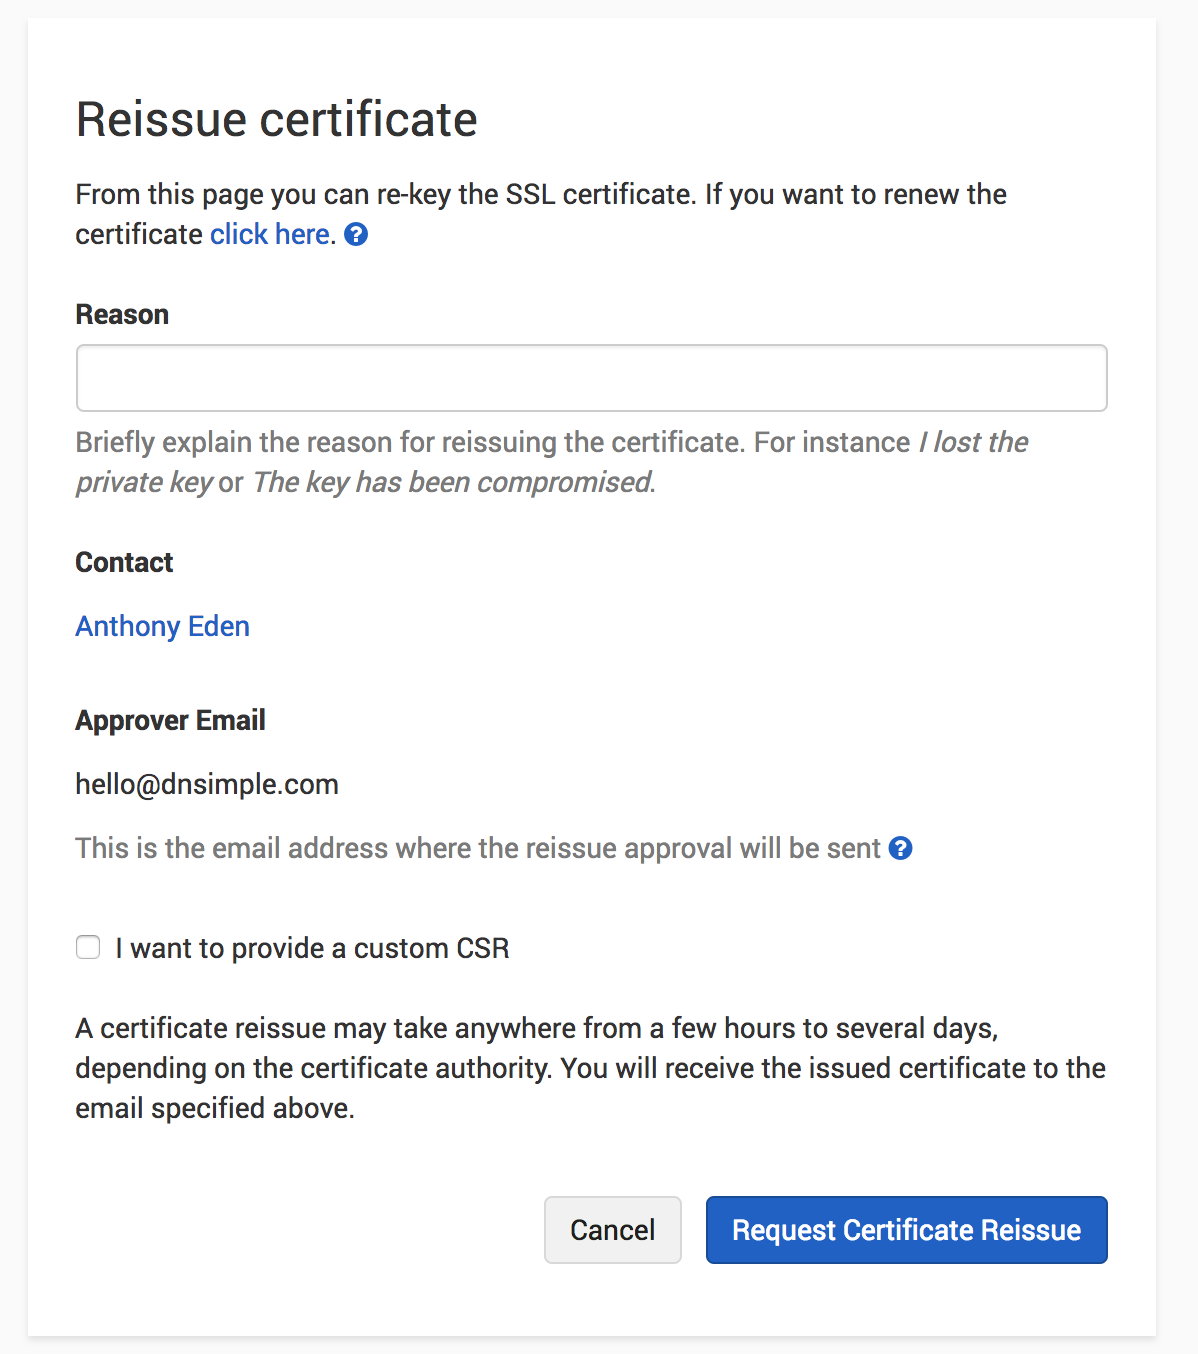 Reissue certificate
From this page you can re-key the SSL certificate. If you want to renew the
certificate click here. ?
Reason
Briefly explain the reason for reissuing the certificate. For instance I lost the
private key or The key has been compromised.
Contact
Anthony Eden
Approver Email
hello@dnsimple.com
This is the email address where the reissue approval will be sent ?
I want to provide a custom CSR
A certificate reissue may take anywhere from a few hours to several days,
depending on the certificate authority. You will receive the issued certificate to the
email specified above.
Cancel
Request Certificate Reissue